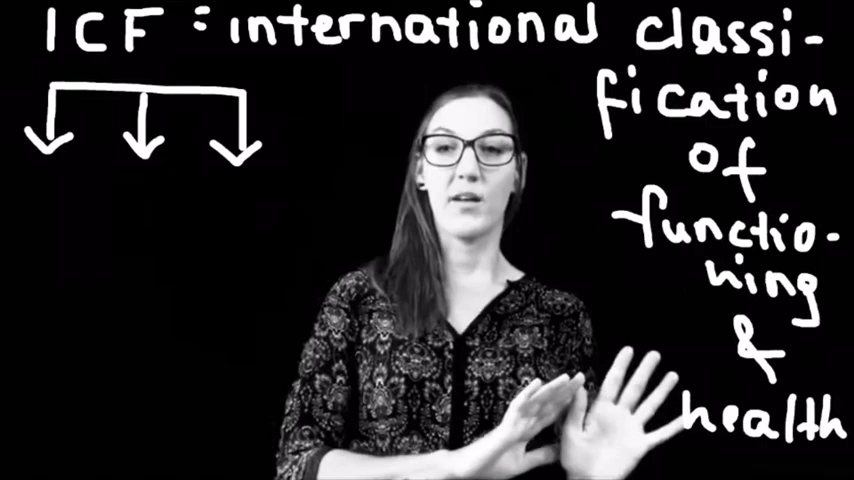 ICF = international classi-
fication
of
functio-
ning
&
health